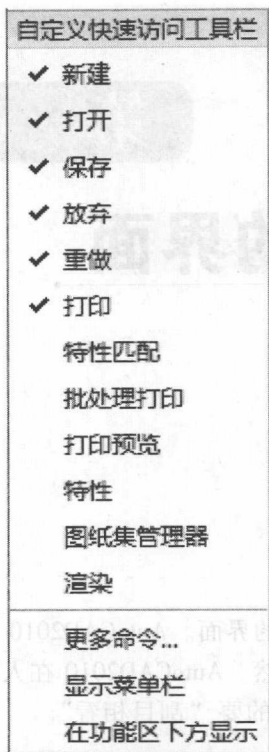 自定义快速访问工具栏
新建
打开
保存
放弃
重做
打印
特性匹配
批处理打印
打印预览
特性
图纸集管理器
渲染
更多命令...
显示菜单栏
在功能区下方显示